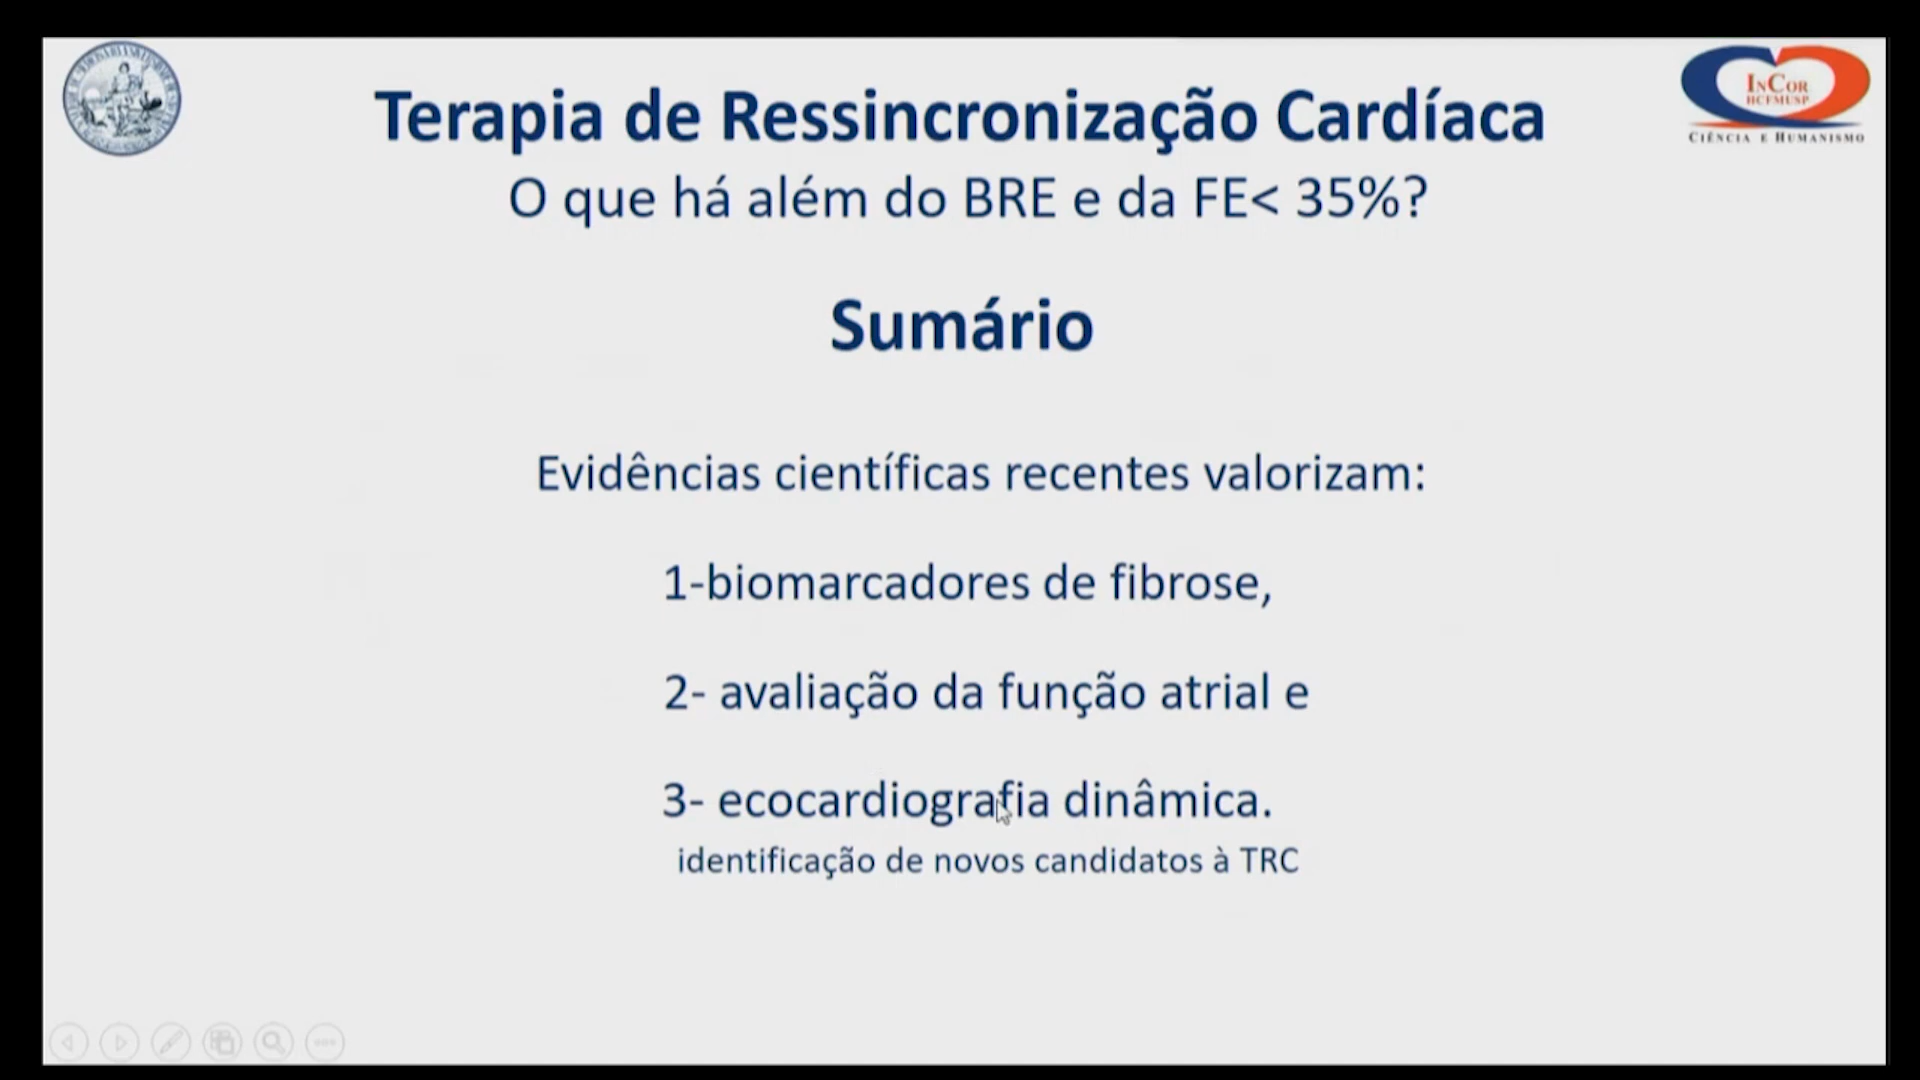 Terapia de Ressincronização Cardíaca
INCOR
HCFMUSP
CIÊNCIA E HUMANISMO
O que há além do BRE e da FE< 35%?
Sumário
Evidências científicas recentes valorizam:
1-biomarcadores de fibrose,
2- avaliação da função atrial e
3- ecocardiografia dinâmica.
identificação de novos candidatos à TRC